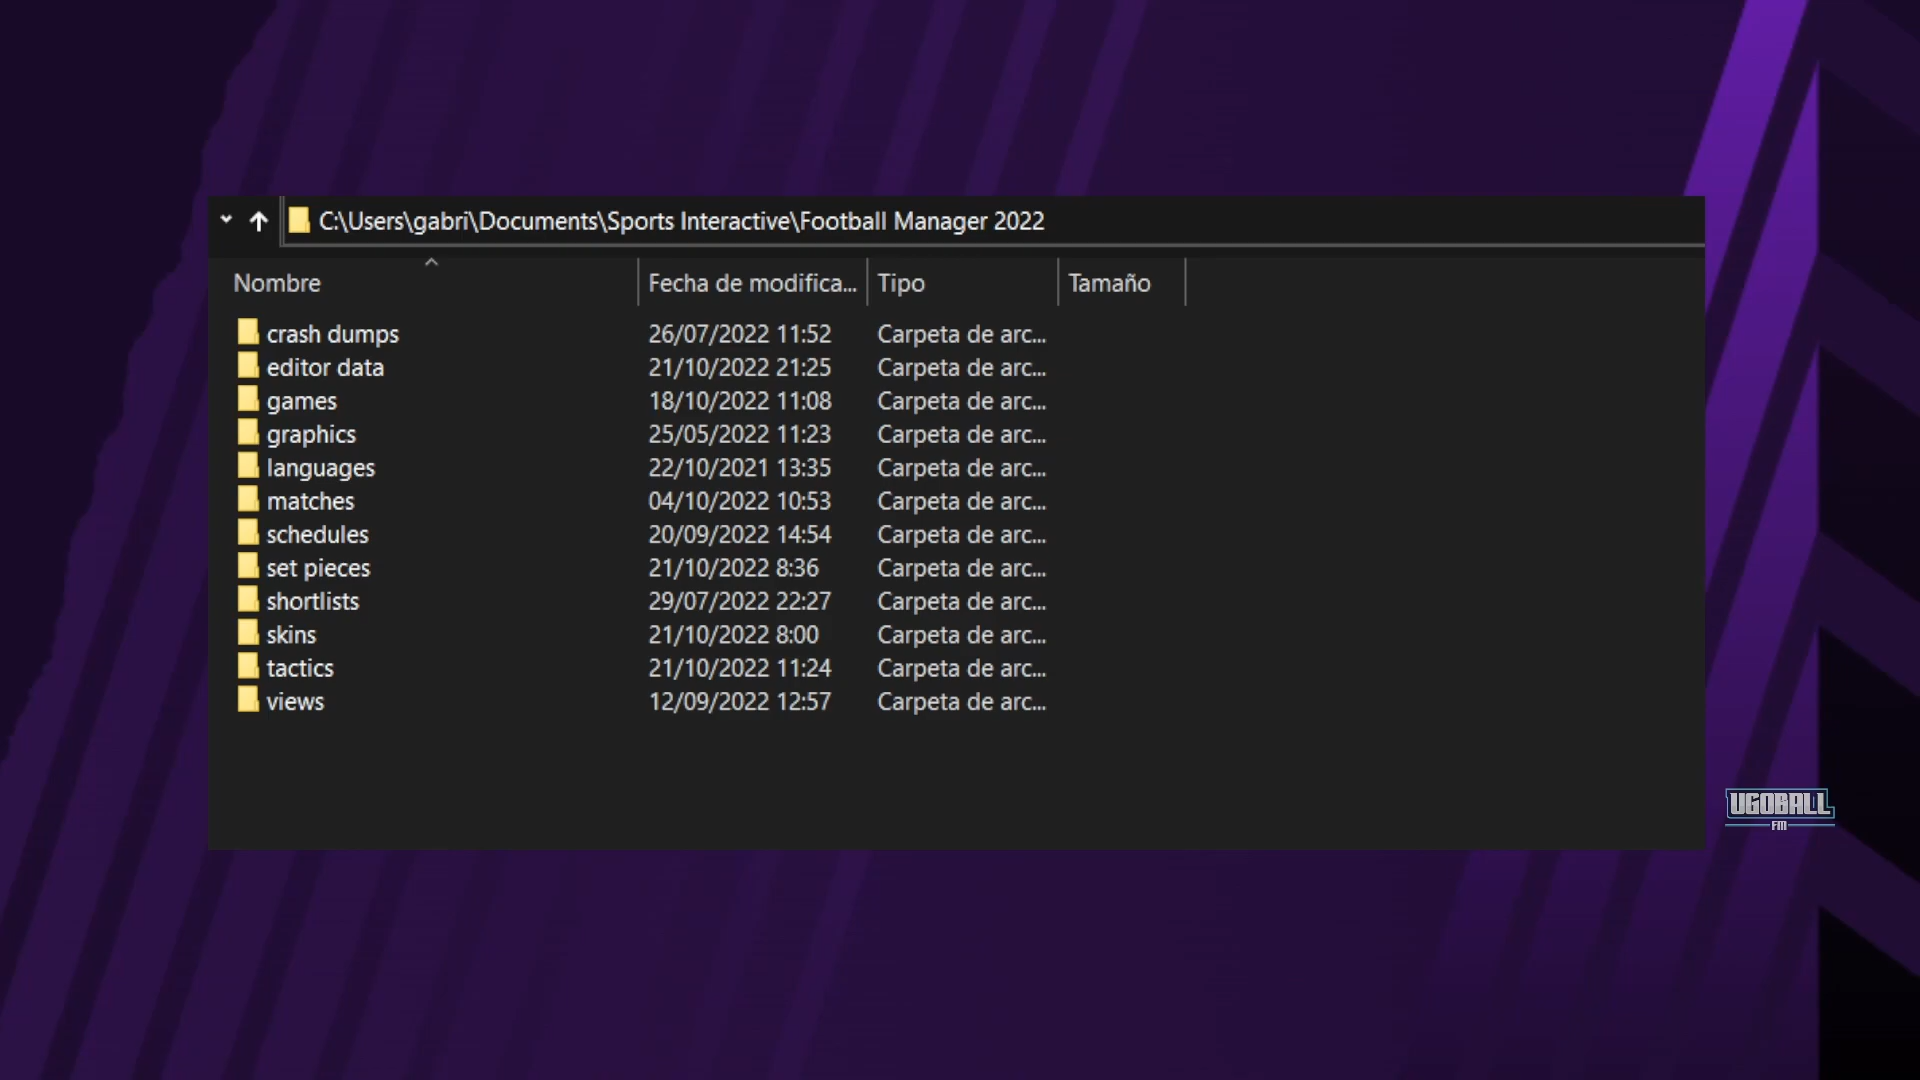 C:\Users\gabri\Documents\Sports Interactive\Football Manager 2022
Nombre Fecha de modifica... Tipo Tamaño
crash dumps 26/07/2022 11:52 Carpeta de arc...
editor data 21/10/2022 21:25 Carpeta de arc...
games 18/10/2022 11:08 Carpeta de arc...
graphics 25/05/2022 11:23 Carpeta de arc...
languages 22/10/2021 13:35 Carpeta de arc...
matches 04/10/2022 10:53 Carpeta de arc...
schedules 20/09/2022 14:54 Carpeta de arc...
set pieces 21/10/2022 8:36 Carpeta de arc...
shortlists 29/07/2022 22:27 Carpeta de arc...
skins 21/10/2022 8:00 Carpeta de arc...
tactics 21/10/2022 11:24 Carpeta de arc...
views 12/09/2022 12:57 Carpeta de arc...
UGOBALL
FM